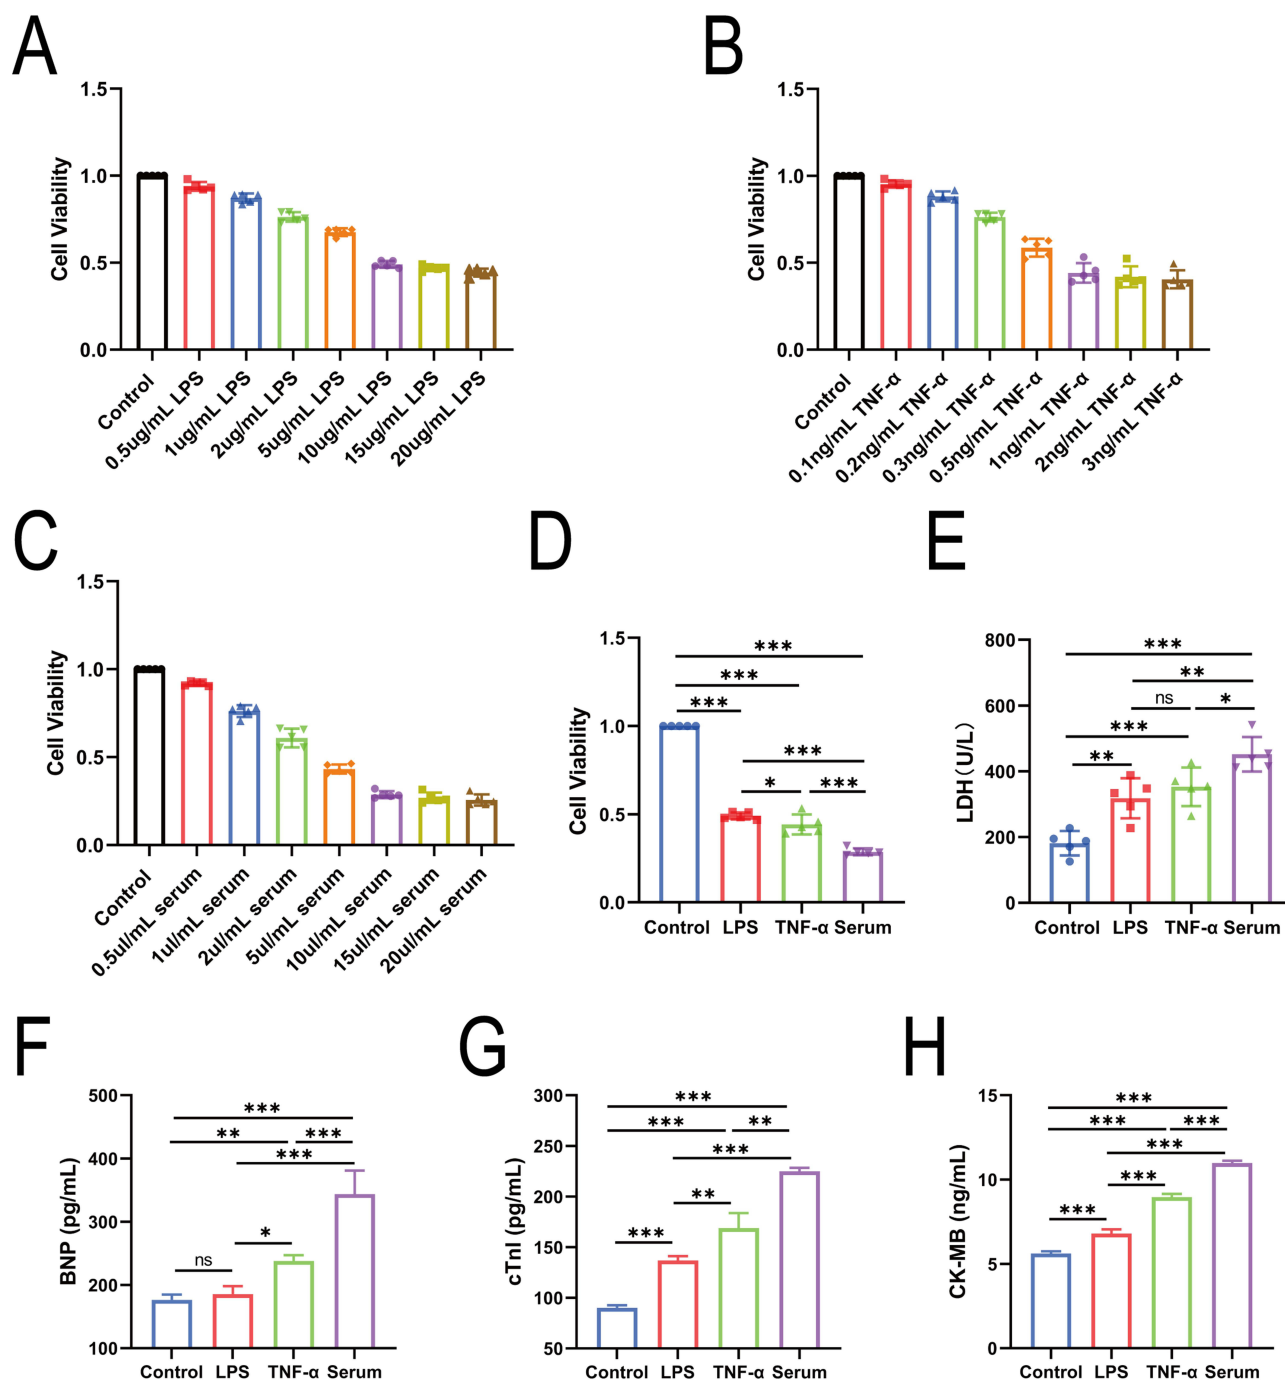 A
Cell Viability
1.5
1.0
0.5
0.0
Control
0.5ug/mL LPS
1ug/mL LPS
2ug/mL LPS
5ug/mL LPS
10ug/mL LPS
15ug/mL LPS
20ug/mL LPS
B
Cell Viability
1.5
1.0
0.5
0.0
Control
0.1ng/mL TNF-α
0.2ng/mL TNF-α
0.3ng/mL TNF-α
0.5ng/mL TNF-α
1ng/mL TNF-α
2ng/mL TNF-α
3ng/mL TNF-α
C
Cell Viability
1.5
1.0
0.5
0.0
Control
0.5ul/mL serum
1ul/mL serum
2ul/mL serum
5ul/mL serum
10ul/mL serum
15ul/mL serum
20ul/mL serum
D
Cell Viability
1.5
1.0
0.5
0.0
***
***
***
***
* ***
Control LPS TNF-α Serum
E
LDH（U/L）
800
600
400
200
0
***
**
ns *
***
**
Control LPS TNF-α Serum
F
BNP (pg/mL)
500
400
300
200
100
***
** ***
***
*
ns
Control LPS TNF-α Serum
G
cTnI (pg/mL)
300
250
200
150
100
50
***
*** **
***
**
***
Control LPS TNF-α Serum
H
CK-MB (ng/mL)
15
10
5
0
***
*** ***
***
***
***
Control LPS TNF-α Serum